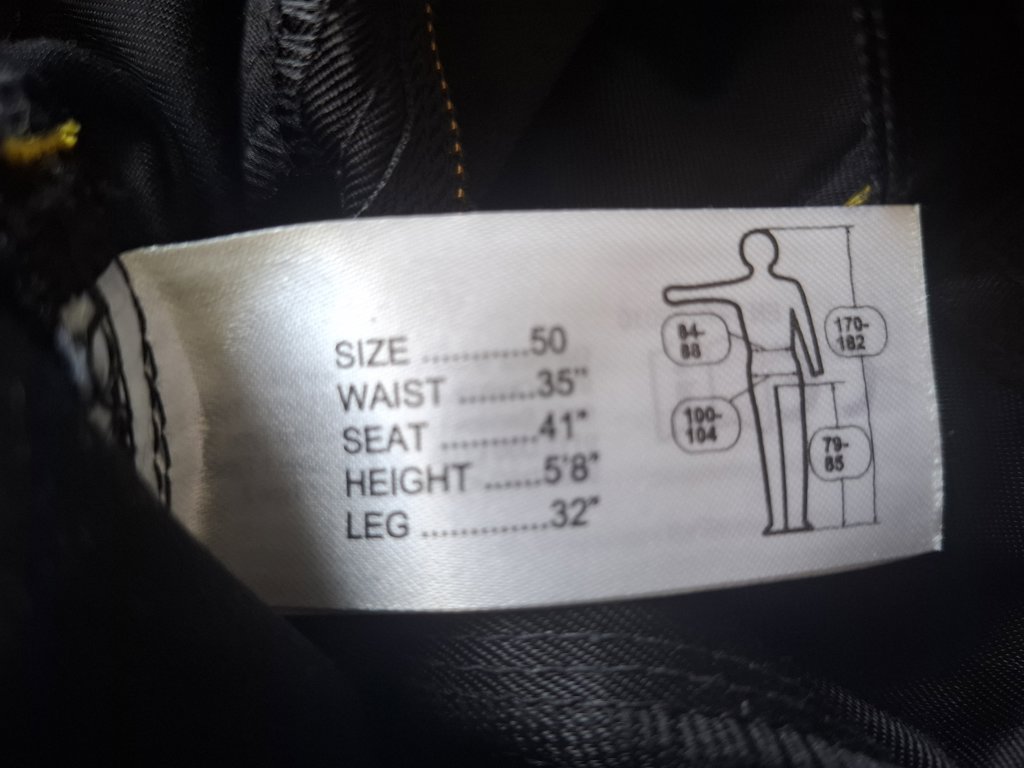 SIZE ...........50
WAIST ........35"
SEAT ..........41"
HEIGHT ......5'8"
LEG .............32"
84-
88
170-
182
100-
104
79-
85